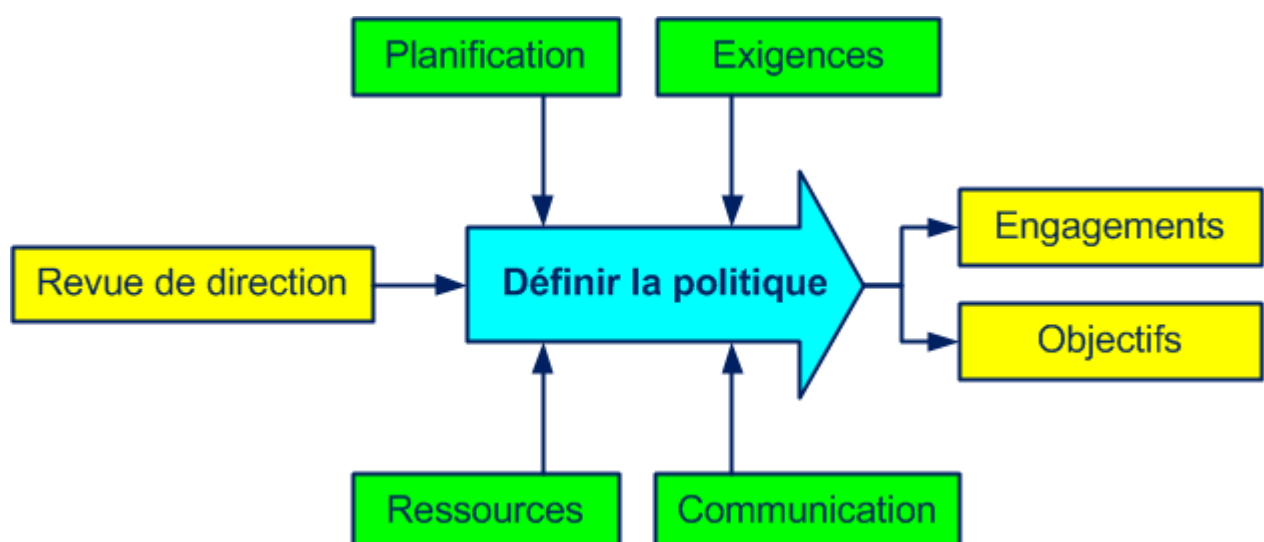 Planification
Exigences
Revue de direction
Définir la politique
Engagements
Objectifs
Ressources
Communication